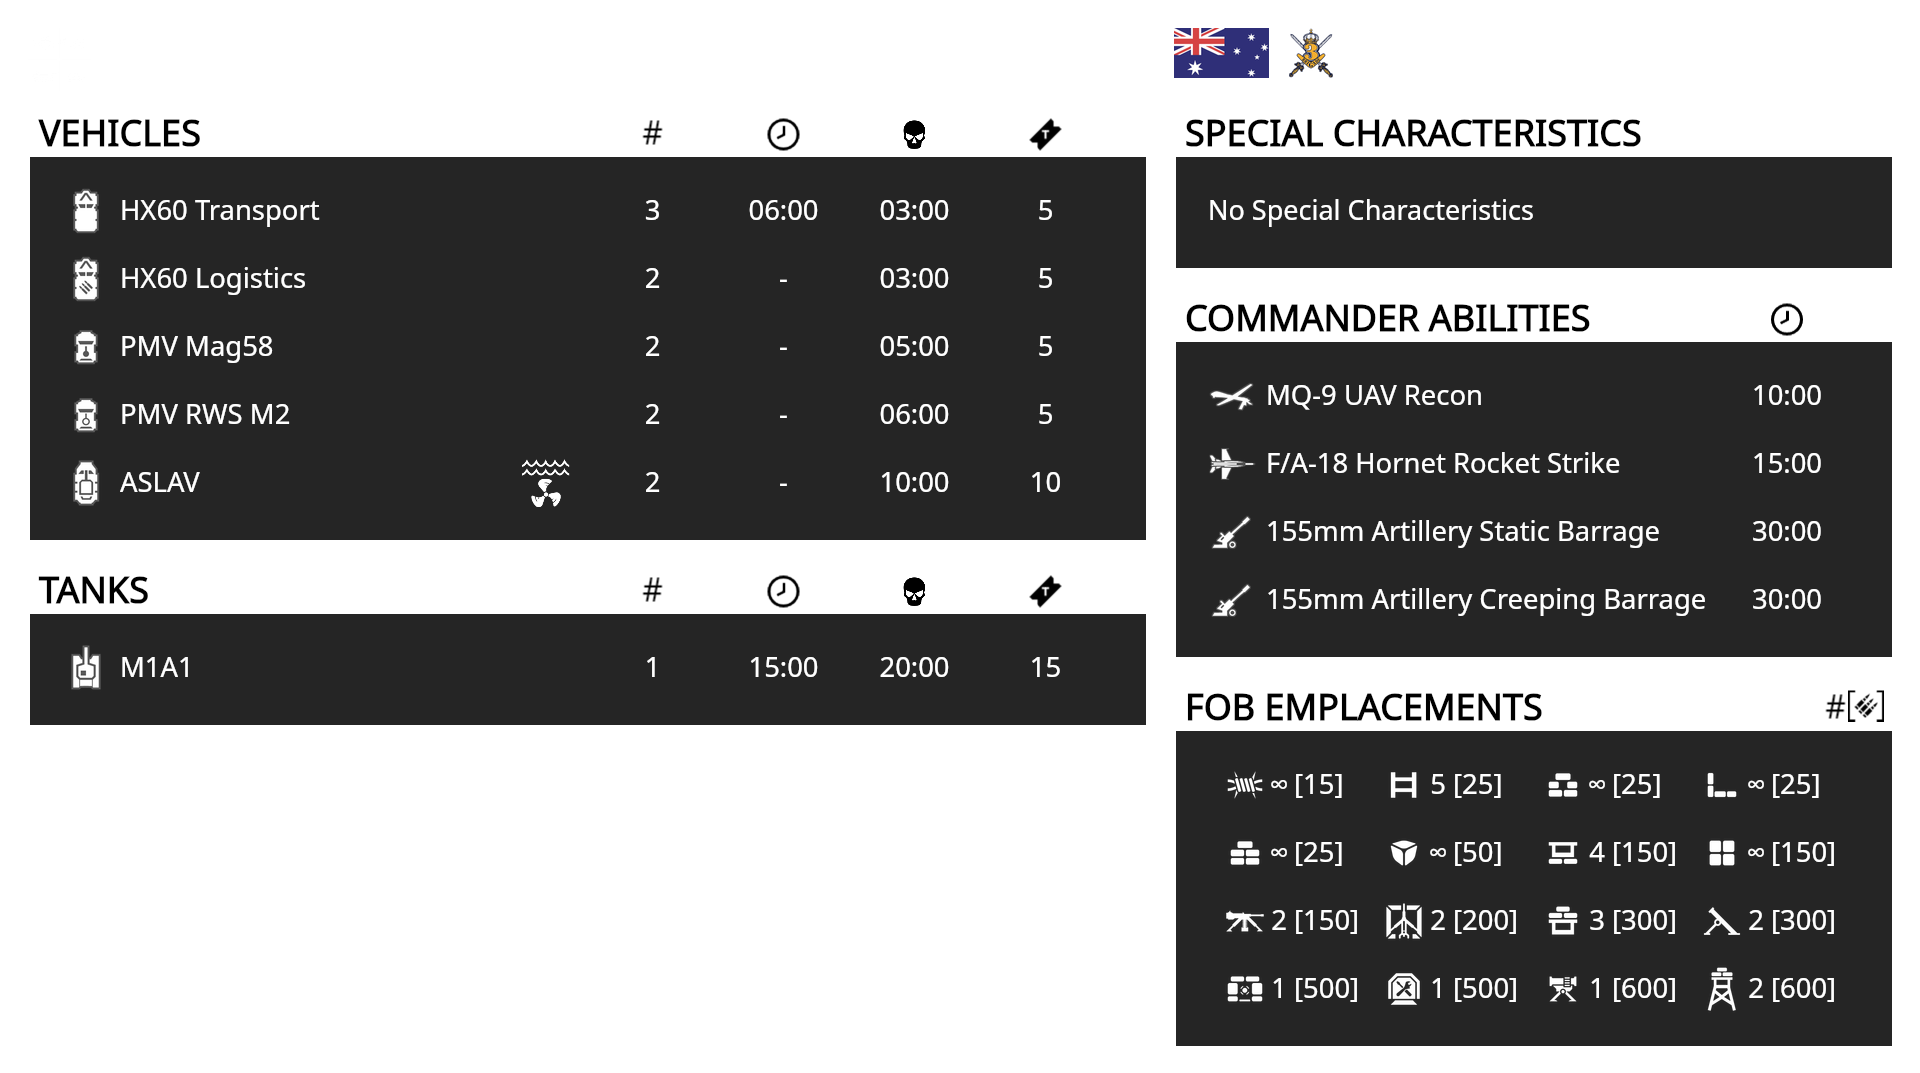 VEHICLES #
HX60 Transport 3 06:00 03:00 5
HX60 Logistics 2 - 03:00 5
PMV Mag58 2 - 05:00 5
PMV RWS M2 2 - 06:00 5
ASLAV 2 - 10:00 10
TANKS #
M1A1 1 15:00 20:00 15
SPECIAL CHARACTERISTICS
No Special Characteristics
COMMANDER ABILITIES
MQ-9 UAV Recon 10:00
F/A-18 Hornet Rocket Strike 15:00
155mm Artillery Static Barrage 30:00
155mm Artillery Creeping Barrage 30:00
FOB EMPLACEMENTS #[]
∞ [15] 5 [25] ∞ [25] ∞ [25]
∞ [25] ∞ [50] 4 [150] ∞ [150]
2 [150] 2 [200] 3 [300] 2 [300]
1 [500] 1 [500] 1 [600] 2 [600]